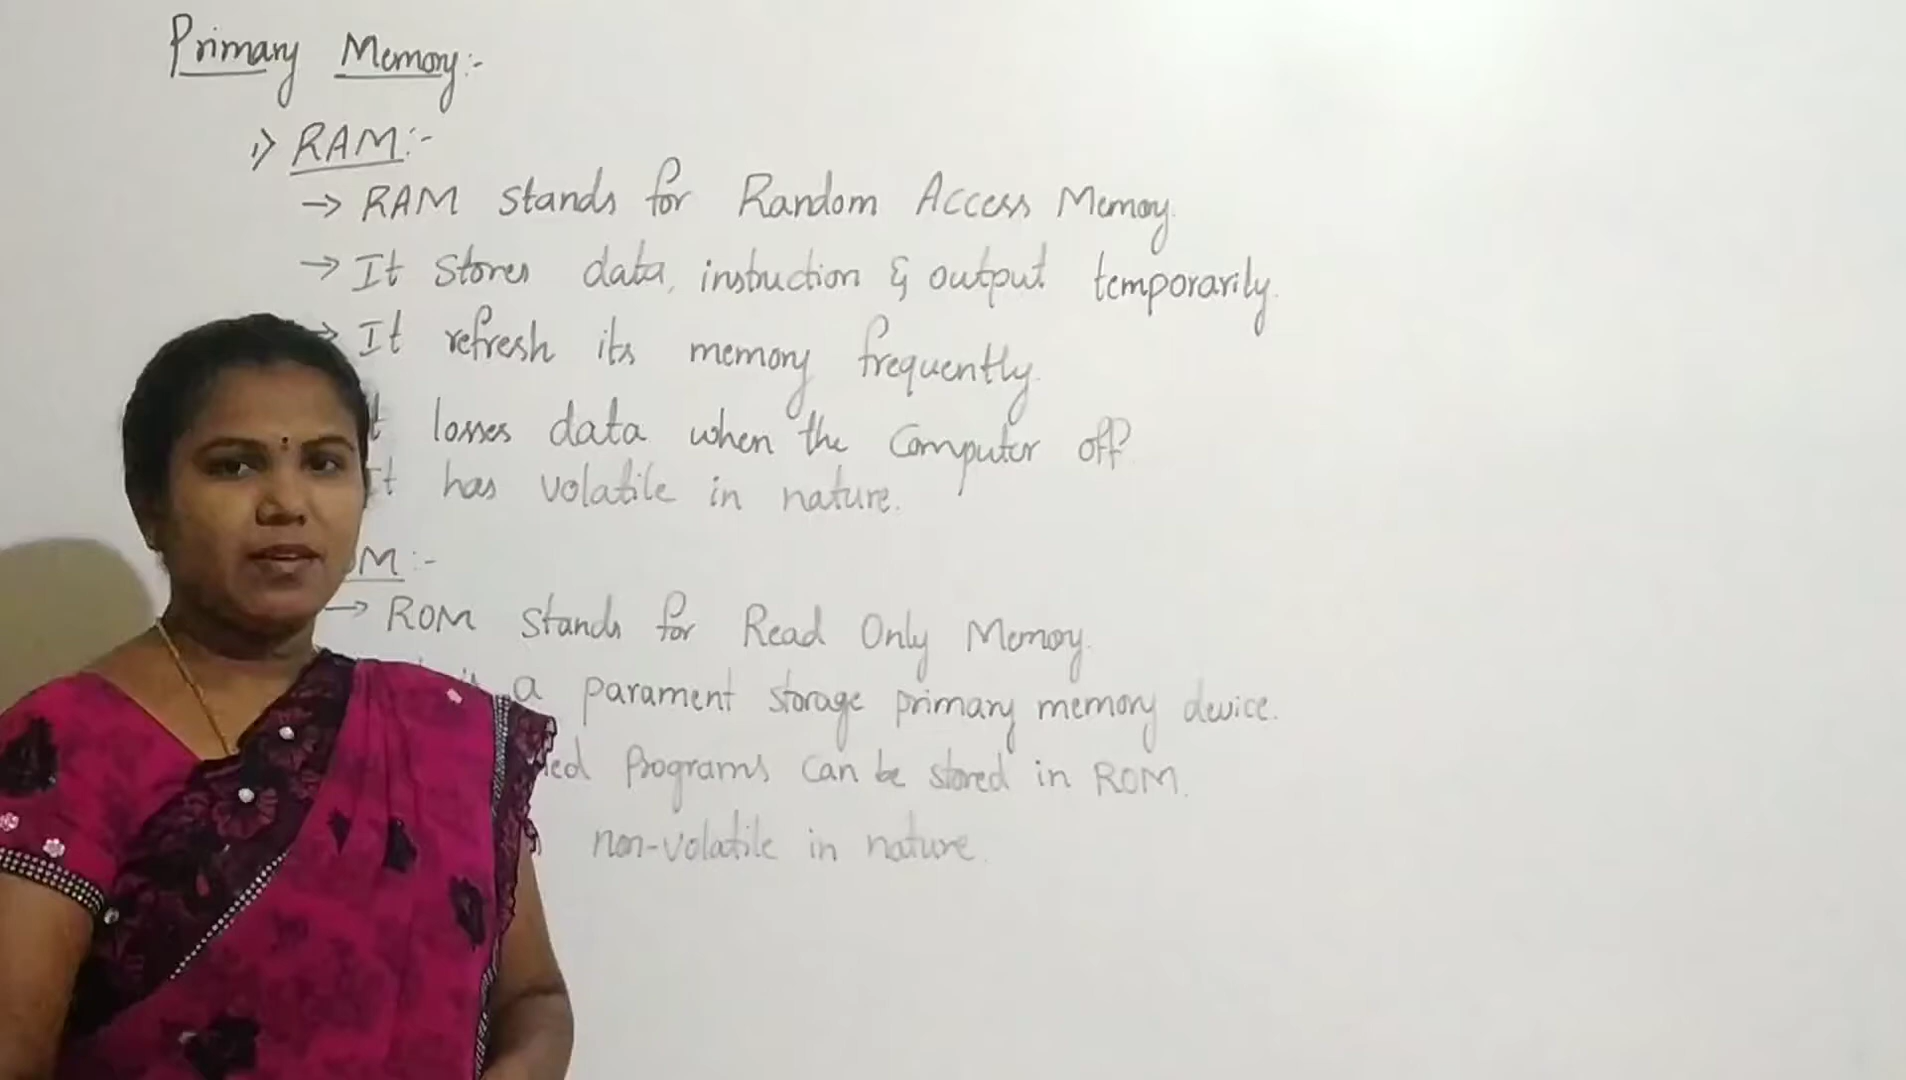 Primary Memory:-
1) RAM:-
→ RAM stands for Random Access Memory.
→ It stores data, instruction & output temporarily.
→ It refresh its memory frequently.
losses data when the Computer off
It has volatile in nature.
M:-
→ ROM stands for Read Only Memory.
a parament storage primary memory device.
Programs can be stored in ROM.
non-volatile in nature.